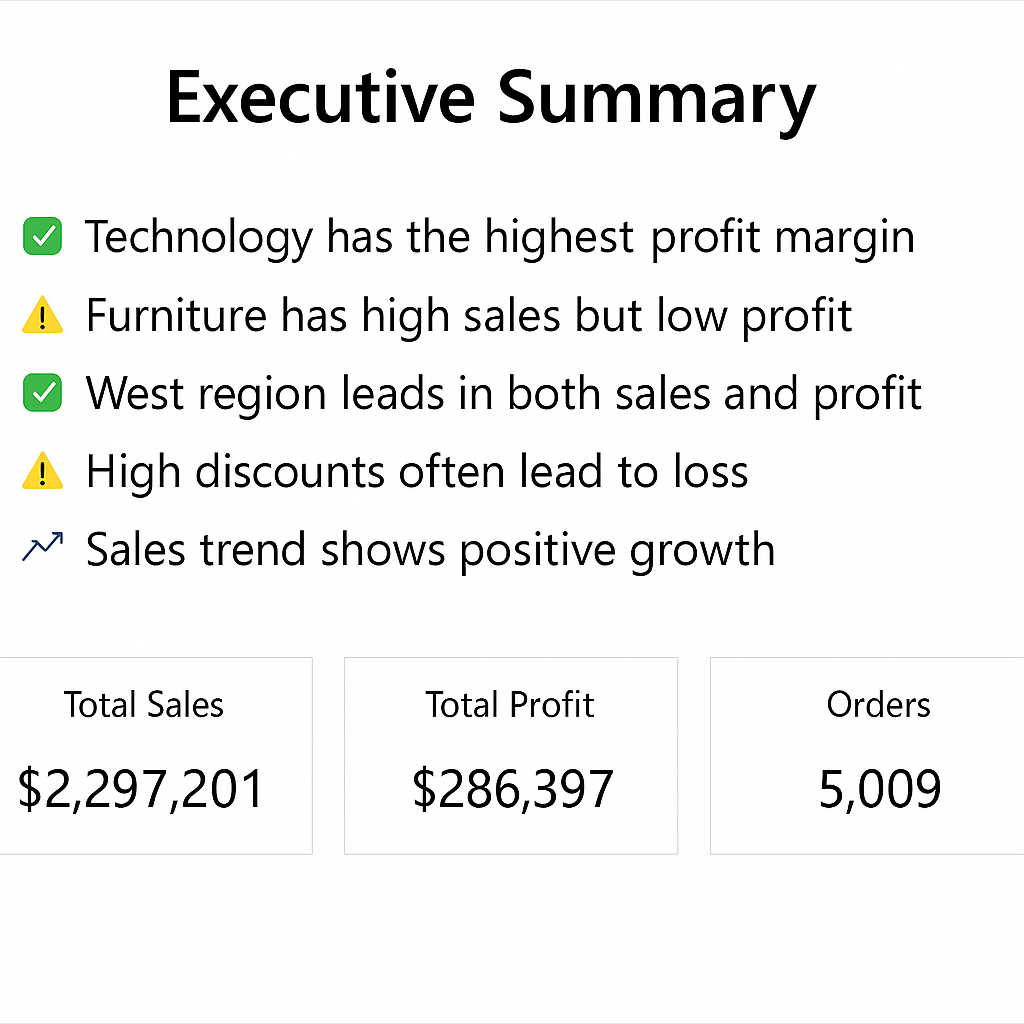 Executive Summary
✅ Technology has the highest profit margin
⚠️ Furniture has high sales but low profit
✅ West region leads in both sales and profit
⚠️ High discounts often lead to loss
Sales trend shows positive growth
Total Sales
$2,297,201
Total Profit
$286,397
Orders
5,009